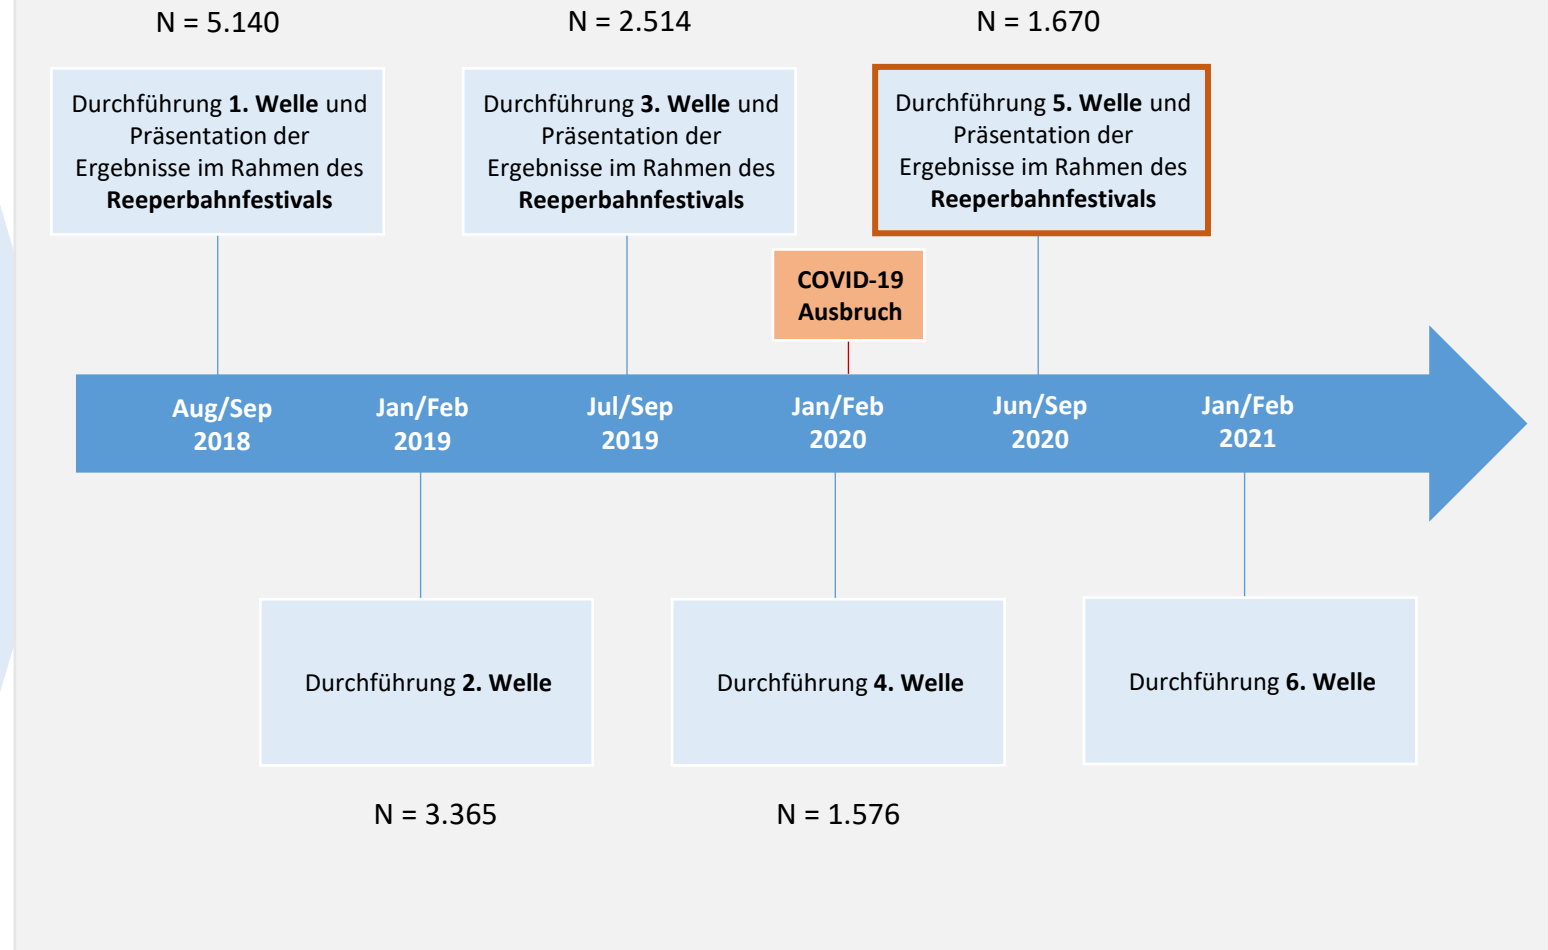 N = 5.140
N = 2.514
N = 1.670
Durchführung 1. Welle und
Präsentation der
Ergebnisse im Rahmen des
Reeperbahnfestivals
Durchführung 3. Welle und
Präsentation der
Ergebnisse im Rahmen des
Reeperbahnfestivals
Durchführung 5. Welle und
Präsentation der
Ergebnisse im Rahmen des
Reeperbahnfestivals
COVID-19
Ausbruch
Aug/Sep
2018
Jan/Feb
2019
Jul/Sep
2019
Jan/Feb
2020
Jun/Sep
2020
Jan/Feb
2021
Durchführung 2. Welle
Durchführung 4. Welle
Durchführung 6. Welle
N = 3.365
N = 1.576